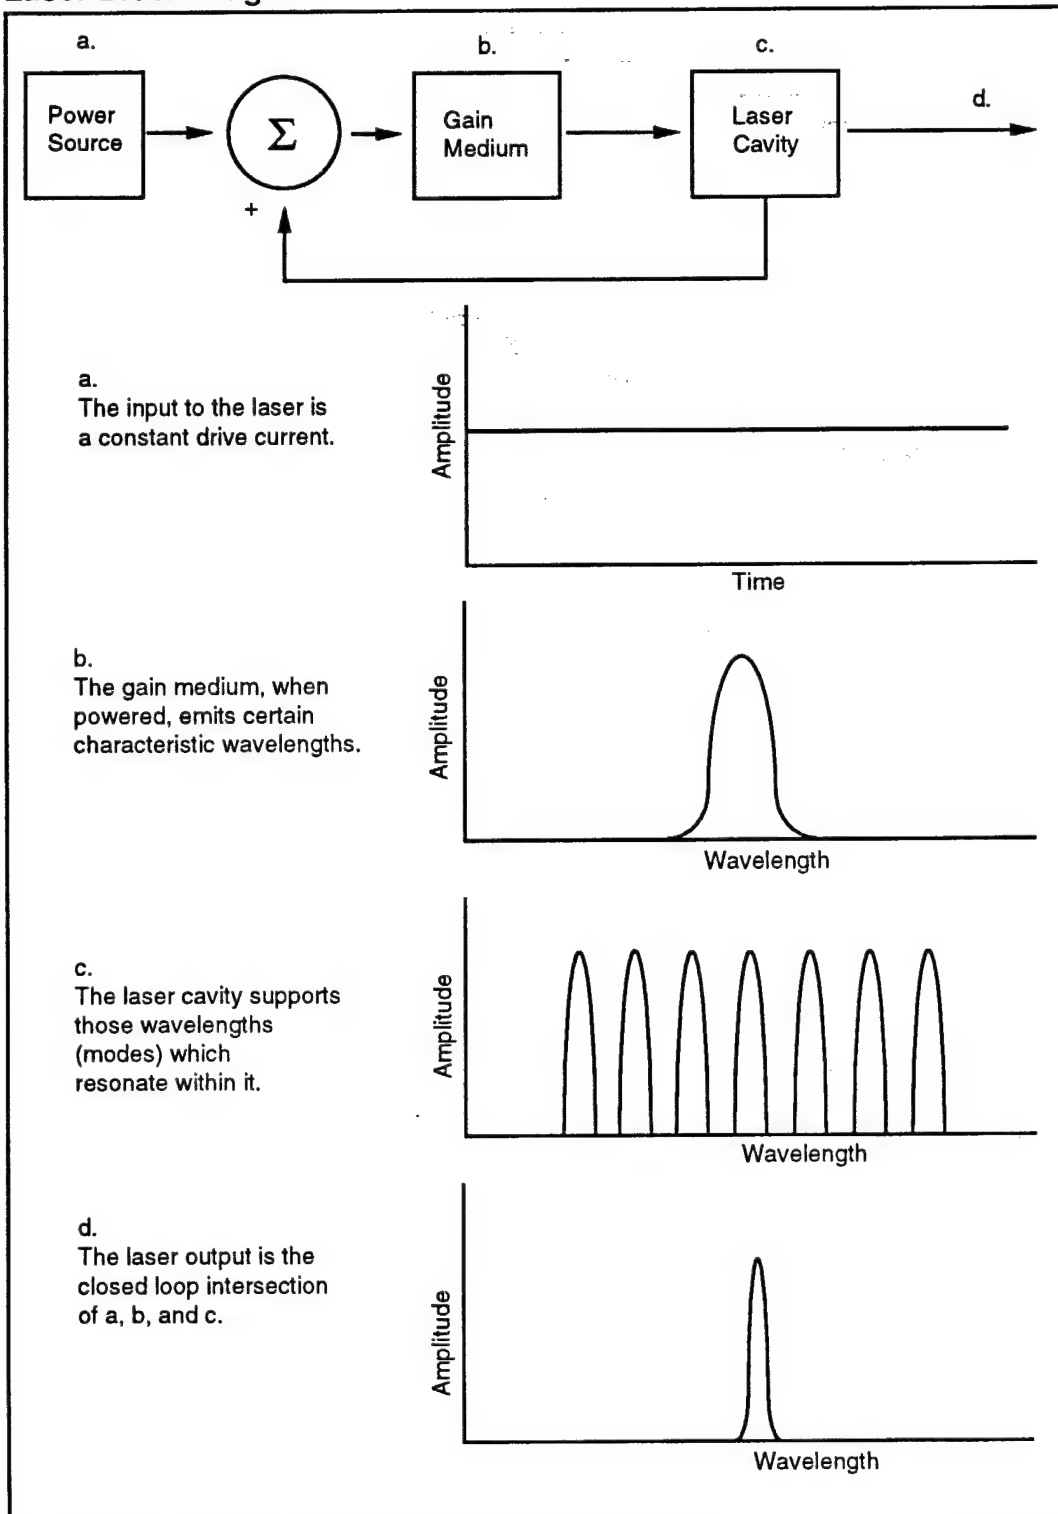 a.
b.
c.
d.
Power
Source
Σ
Gain
Medium
Laser
Cavity
+
a.
The input to the laser is
a constant drive current.
Amplitude
Time
b.
The gain medium, when
powered, emits certain
characteristic wavelengths.
Amplitude
Wavelength
c.
The laser cavity supports
those wavelengths
(modes) which
resonate within it.
Amplitude
Wavelength
d.
The laser output is the
closed loop intersection
of a, b, and c.
Amplitude
Wavelength